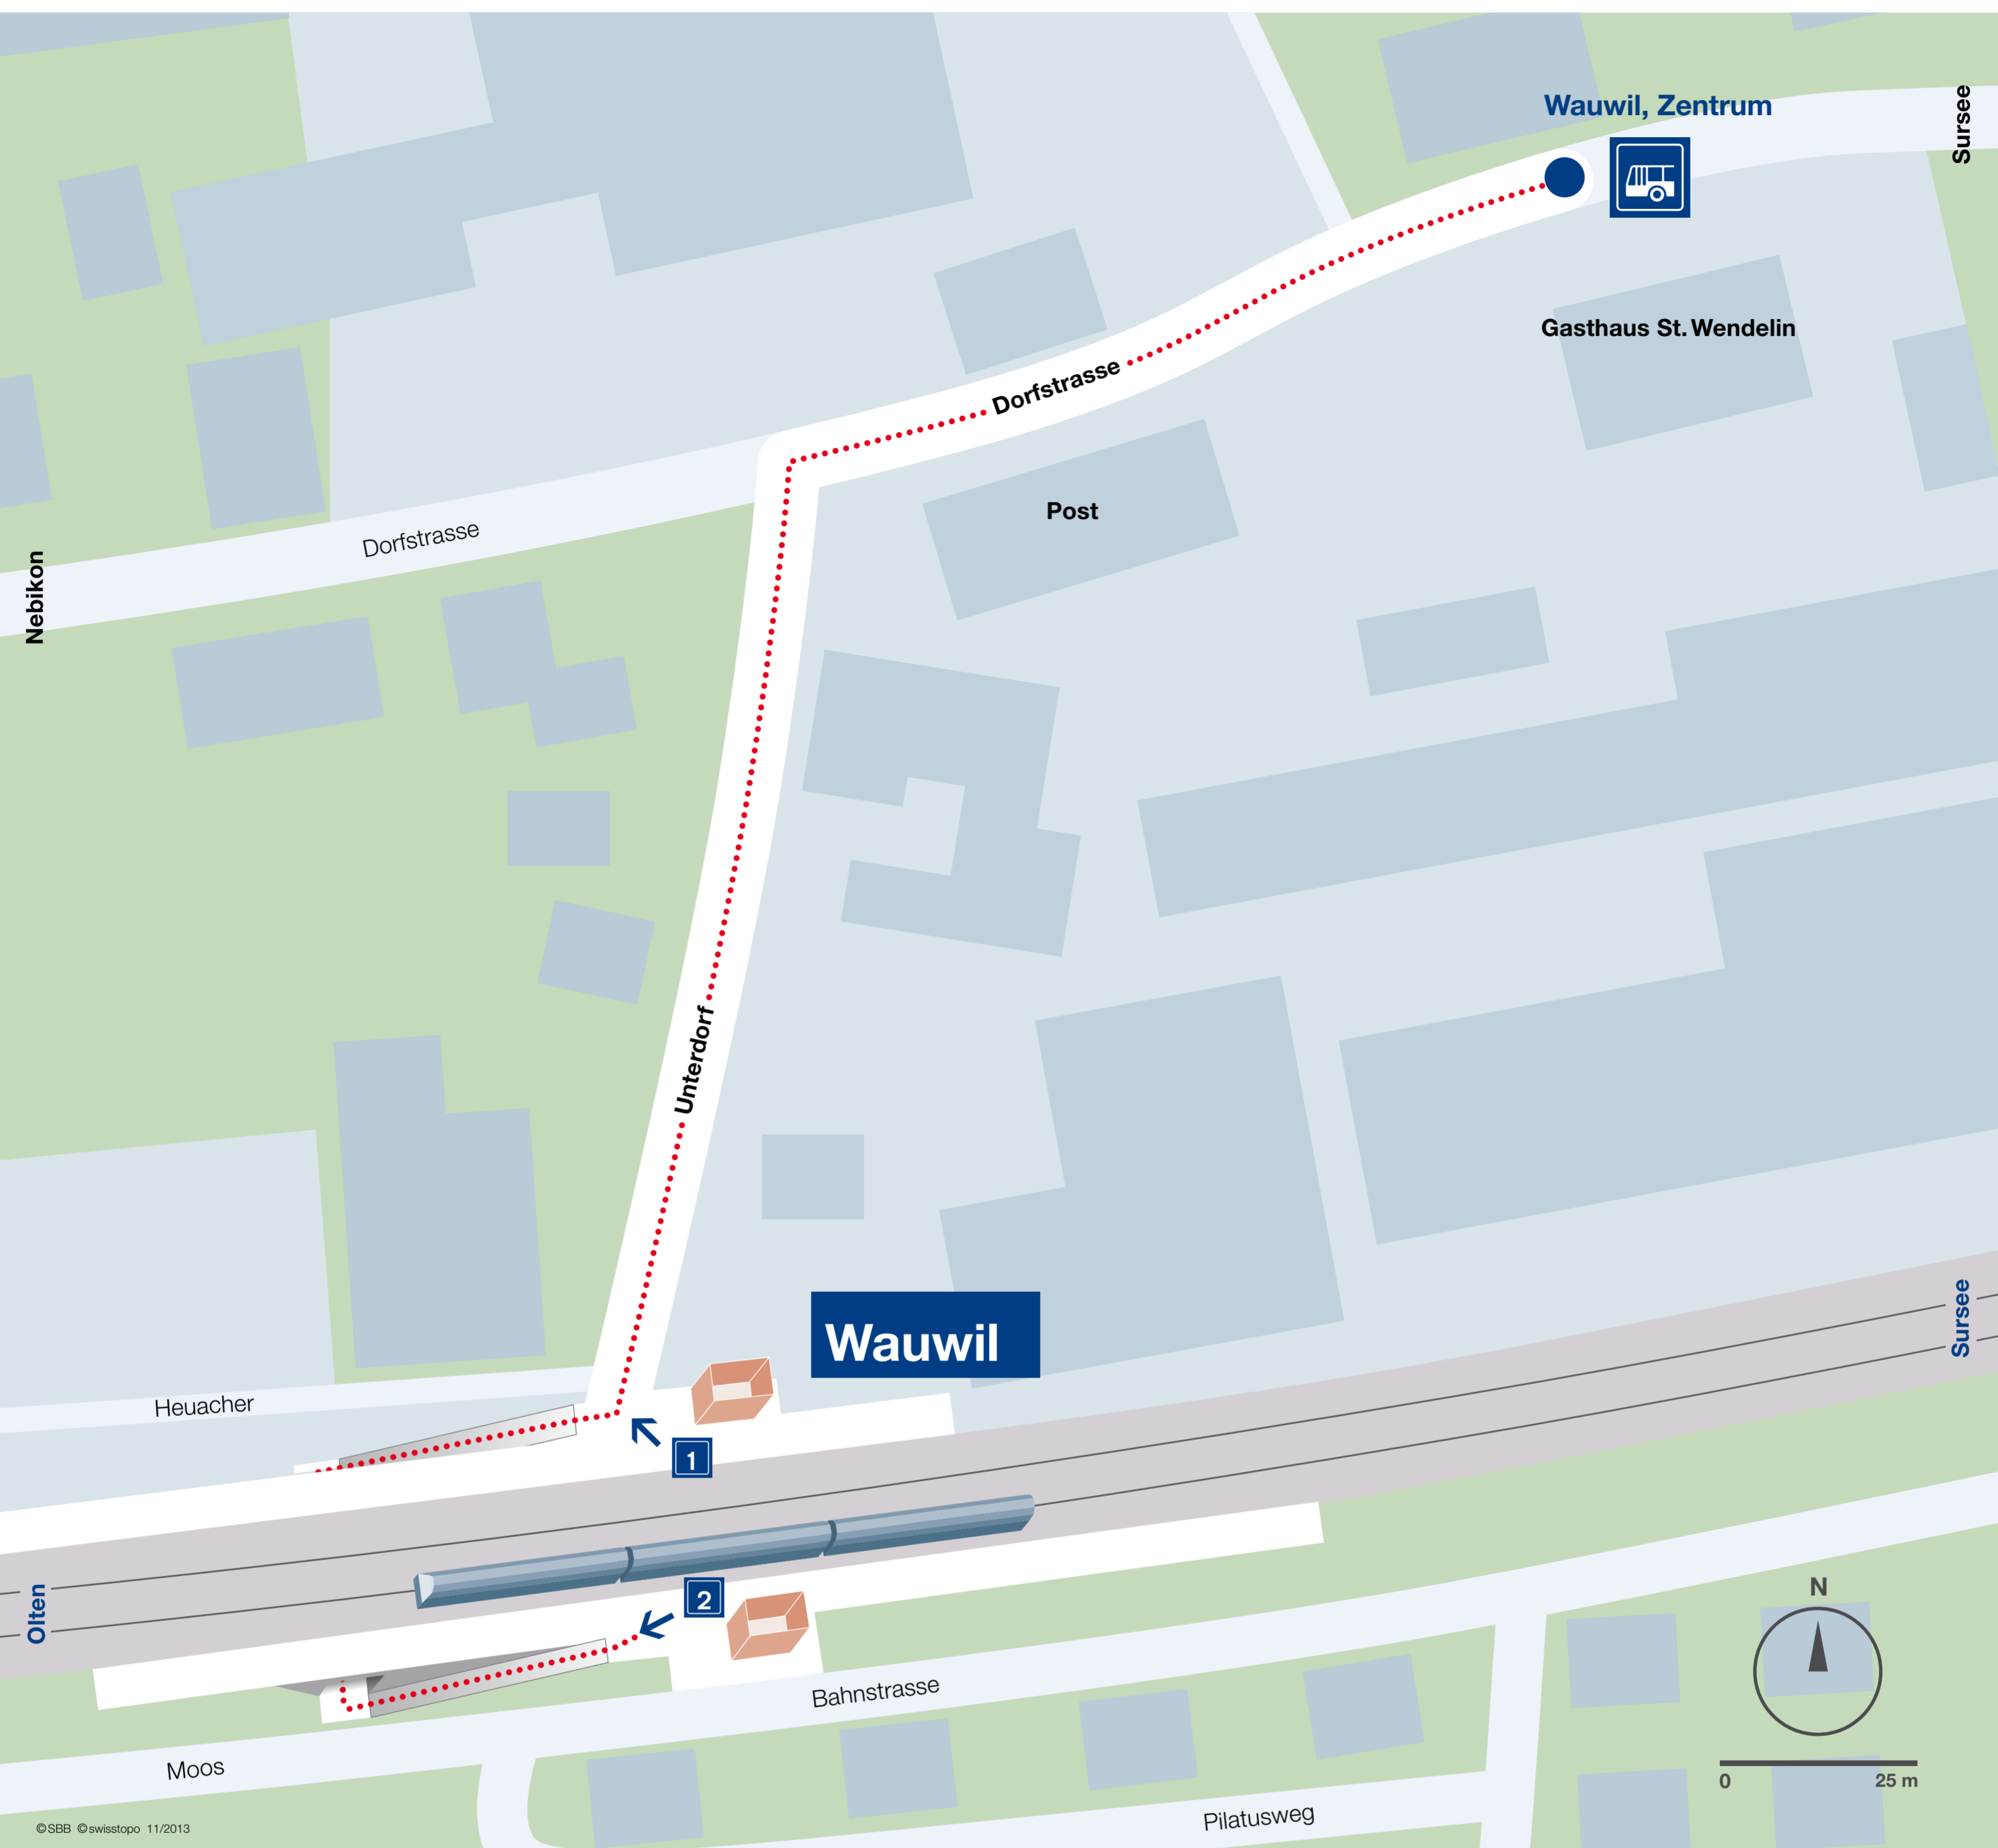 Wauwil, Zentrum
Sursee
Gasthaus St. Wendelin
Dorfstrasse
Post
Dorfstrasse
Nebikon
Unterdorf
Wauwil
Sursee
Heuacher
1
2
Olten
N
Bahnstrasse
Moos
0 25 m
Pilatusweg
©SBB ©swisstopo 11/2013